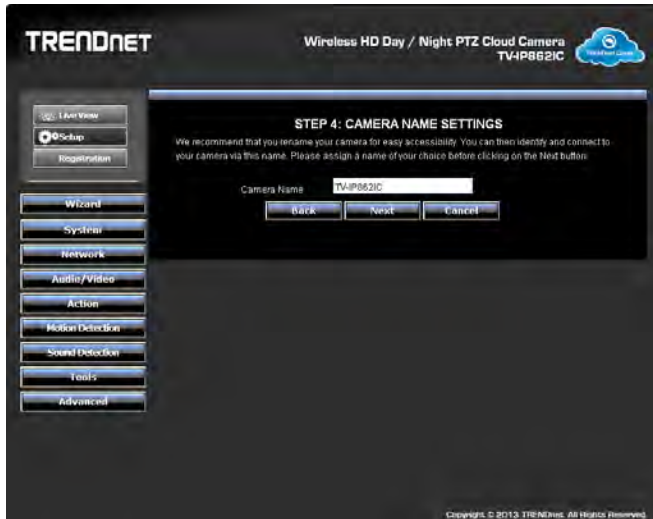 TRENDNET
Wireless HD Day / Night PTZ Cloud Camera
TV-IP862IC
TRENDnet Cloud
Live View
Setup
Registration
Wizard
System
Network
Audio/Video
Action
Motion Detection
Sound Detection
Tools
Advanced
STEP 4: CAMERA NAME SETTINGS
We recommend that you rename your camera for easy accessibility. You can then identify and connect to
your camera via this name. Please assign a name of your choice before clicking on the Next button.
Camera Name TV-IP862IC
Back Next Cancel
Copyright © 2013 TRENDnet. All Rights Reserved.